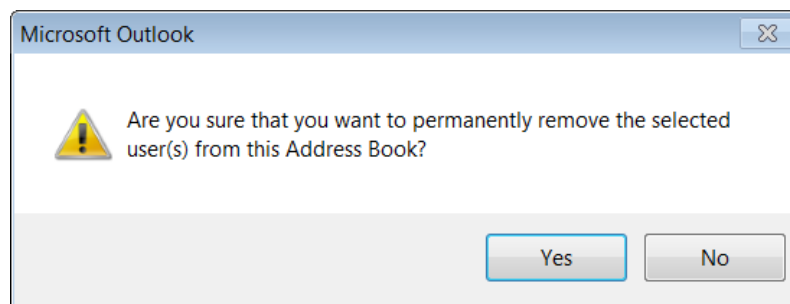 Microsoft Outlook
Are you sure that you want to permanently remove the selected
user(s) from this Address Book?
Yes No